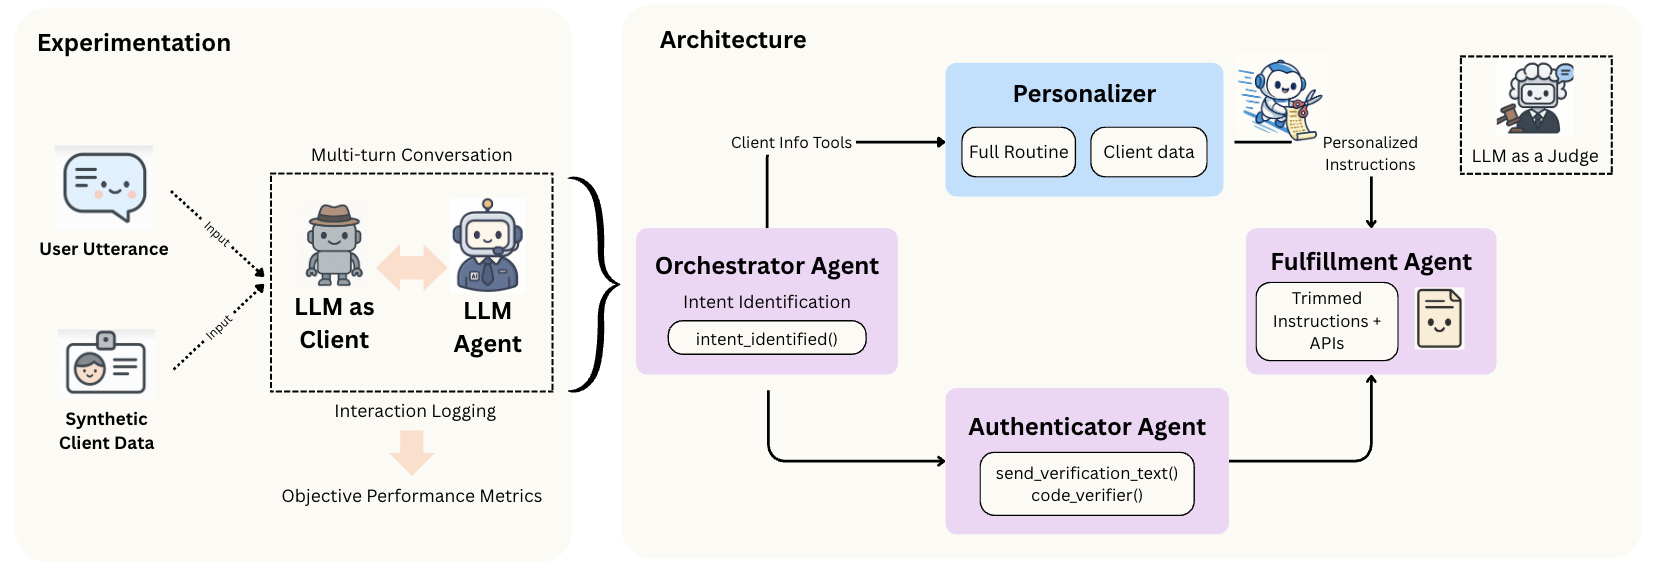 Experimentation
User Utterance
Input
Input
Synthetic
Client Data
Multi-turn Conversation
LLM as
Client
LLM
Agent
AI
Interaction Logging
Objective Performance Metrics
Architecture
Client Info Tools
Personalizer
Full Routine
Client data
Personalized
Instructions
LLM as a Judge
Orchestrator Agent
Intent Identification
intent_identified()
Fulfillment Agent
Trimmed
Instructions +
APIs
Authenticator Agent
send_verification_text()
code_verifier()